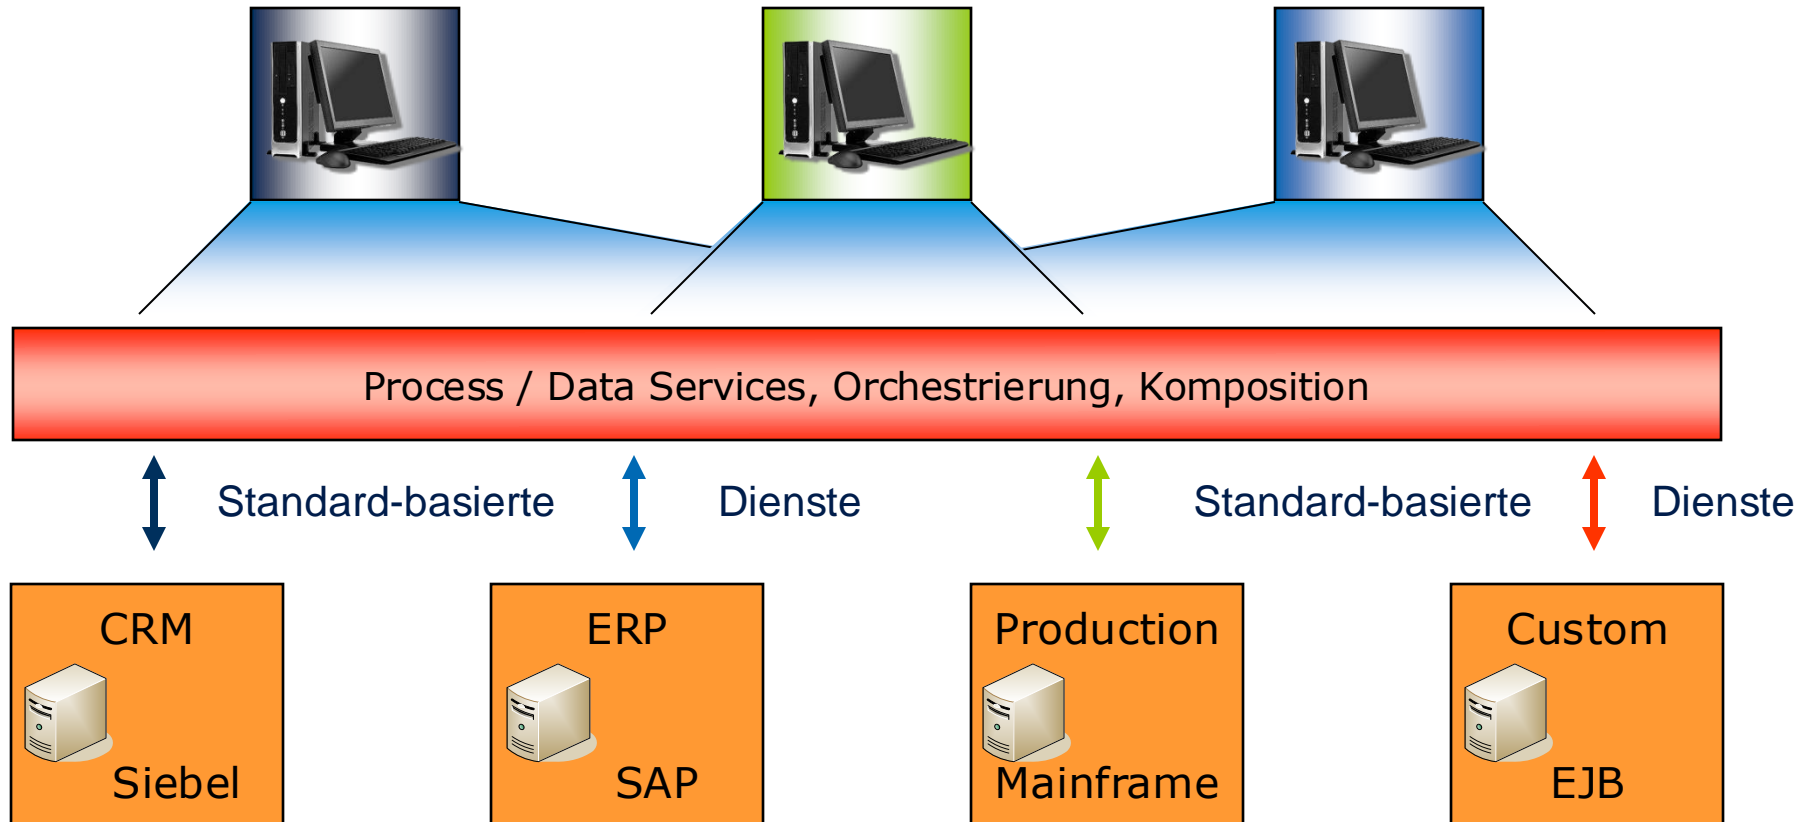 Process / Data Services, Orchestrierung, Komposition
Standard-basierte Dienste Standard-basierte Dienste
CRM ERP Production Custom
Siebel SAP Mainframe EJB